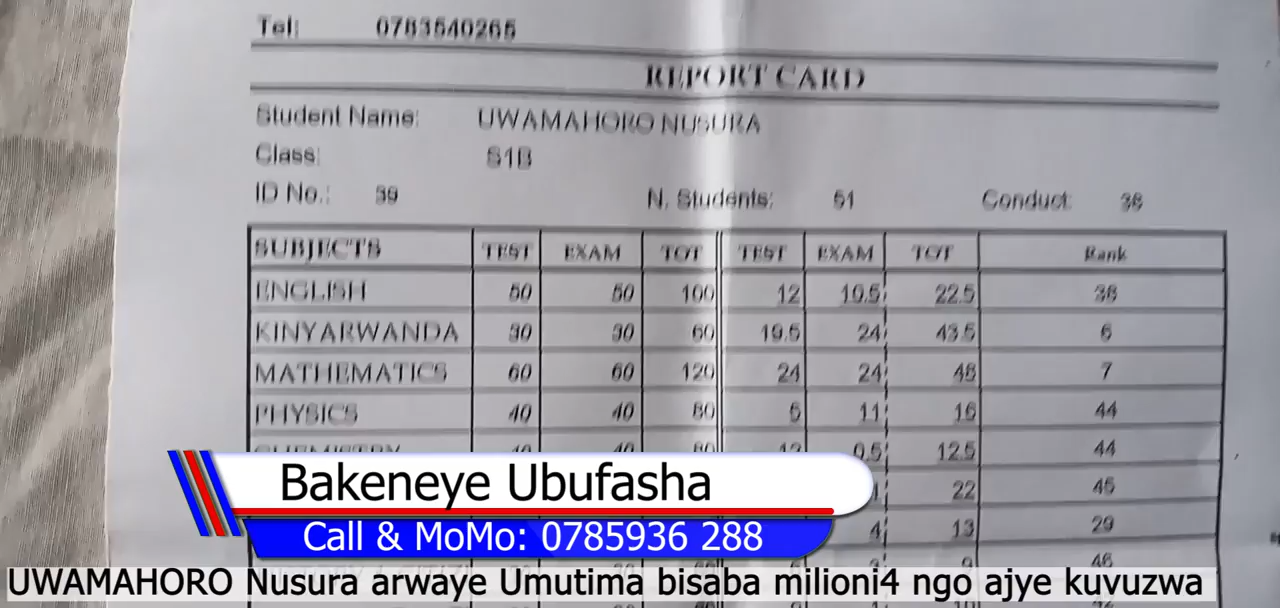 Tel: 0783540265
REPORT CARD
Student Name: UWAMAHORO NUSURA
Class: S1B
ID No.: 39 N. Students: 51 Conduct: 38
SUBJECTS TEST EXAM TOT TEST EXAM TOT Rank
ENGLISH 50 50 100 12 10.5 22.5 38
KINYARWANDA 30 30 60 19.5 24 43.5 6
MATHEMATICS 60 60 120 24 24 48 7
PHYSICS 40 40 80 5 11 16 44
CHEMISTRY 40 40 80 12 0.5 12.5 44
22 45
4 13 29
9 46
Bakeneye Ubufasha
Call & MoMo: 0785936 288
UWAMAHORO Nusura arwaye Umutima bisaba milioni4 ngo ajye kuvuzwa